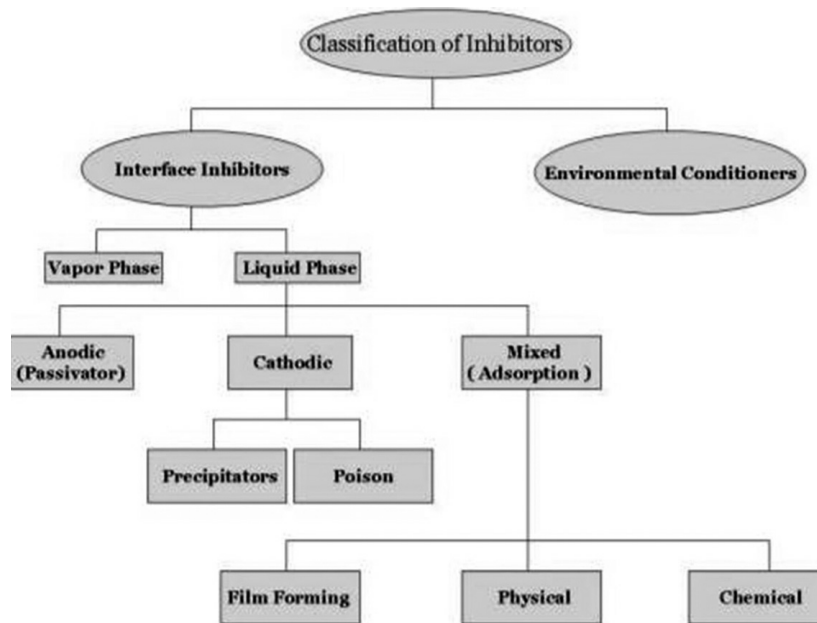 Classification of Inhibitors
Interface Inhibitors
Environmental Conditioners
Vapor Phase
Liquid Phase
Anodic
(Passivator)
Cathodic
Mixed
( Adsorption )
Precipitators
Poison
Film Forming
Physical
Chemical